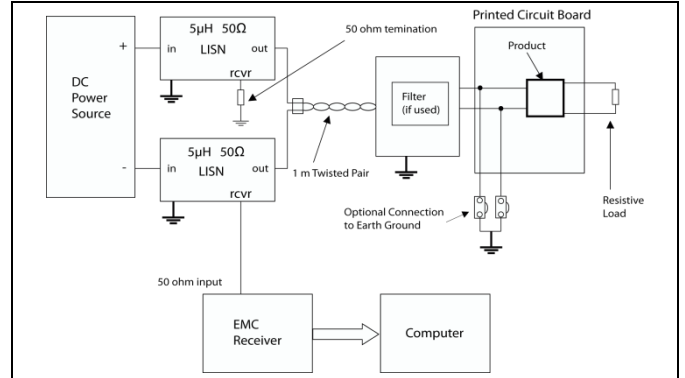 Printed Circuit Board
5µH 50Ω
50 ohm temination
+
in
out
LISN
Product
rcvr
DC
Power
Source
Filter
(if used)
5µH 50Ω
-
in
out
LISN
1 m Twisted Pair
rcvr
Optional Connection
to Earth Ground
Resistive
Load
50 ohm input
EMC
Receiver
Computer